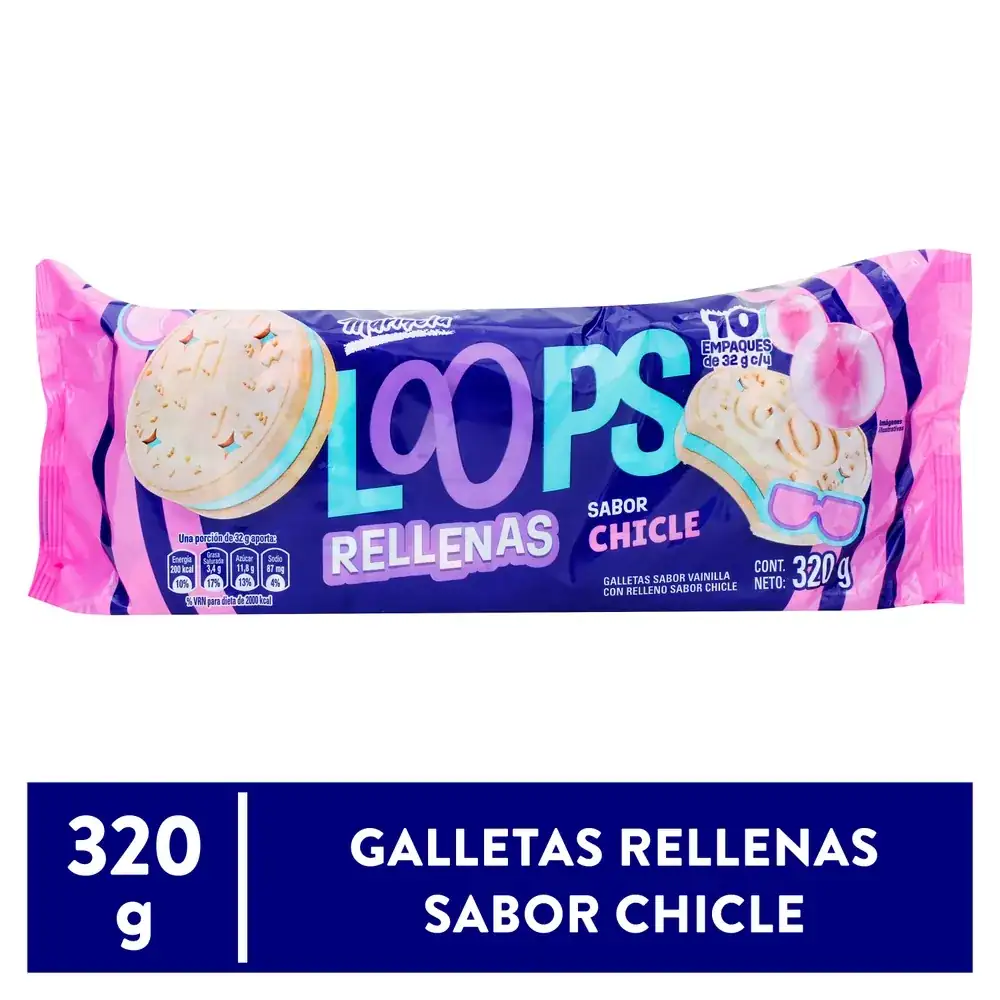 Marinela
LOOPS
RELLENAS
SABOR
CHICLE
10
EMPAQUES
de 32 g c/u
Imágenes
ilustrativas
Una porción de 32 g aporta:
Energía
200 kcal
10%
Grasa
Saturada
3,4 g
17%
Azúcar
11,8 g
13%
Sodio
87 mg
4%
% VRN para dieta de 2000 kcal
GALLETAS SABOR VAINILLA
CON RELLENO SABOR CHICLE
CONT.
NETO: 320 g
320
g
GALLETAS RELLENAS
SABOR CHICLE